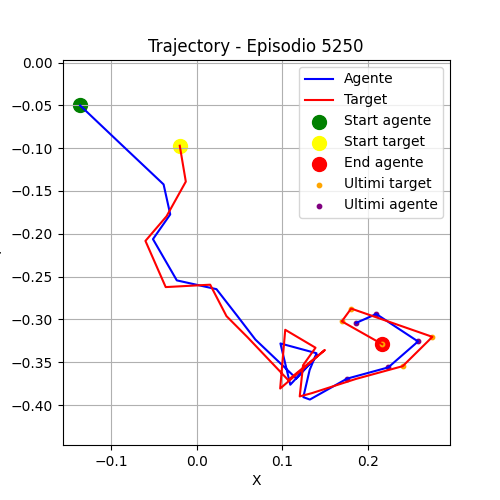 Trajectory - Episodio 5250
Agente
Target
Start agente
Start target
End agente
Ultimi target
Ultimi agente
0.00
−0.05
−0.10
−0.15
−0.20
−0.25
−0.30
−0.35
−0.40
−0.1
0.0
0.1
0.2
X